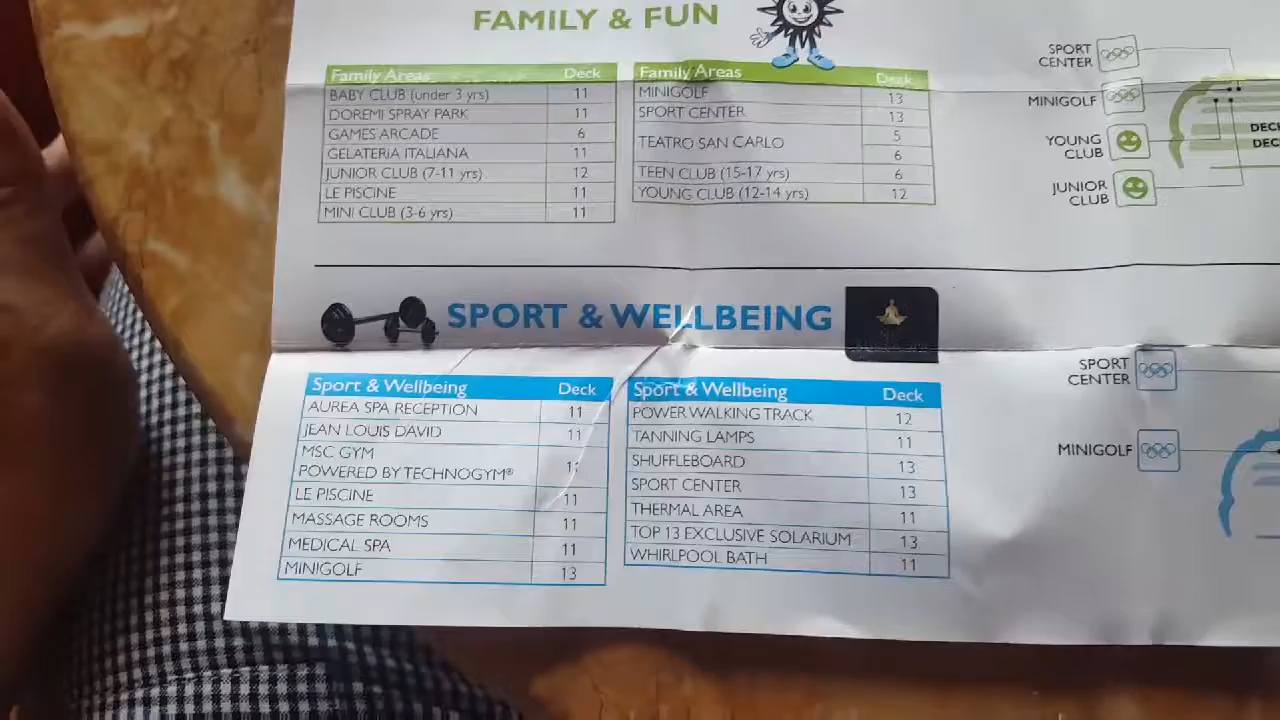 FAMILY & FUN
Family Areas Deck
BABY CLUB (under 3 yrs) 11
DOREMI SPRAY PARK 11
GAMES ARCADE 6
GELATERIA ITALIANA 11
JUNIOR CLUB (7-11 yrs) 12
LE PISCINE 11
MINI CLUB (3-6 yrs) 11
Family Areas Deck
MINIGOLF 13
SPORT CENTER 13
TEATRO SAN CARLO 5
6
TEEN CLUB (15-17 yrs) 6
YOUNG CLUB (12-14 yrs) 12
SPORT
CENTER
MINIGOLF
YOUNG
CLUB
JUNIOR
CLUB
SPORT & WELLBEING
Sport & Wellbeing Deck
AUREA SPA RECEPTION 11
JEAN LOUIS DAVID 11
MSC GYM
POWERED BY TECHNOGYM®
LE PISCINE 11
MASSAGE ROOMS 11
MEDICAL SPA 11
MINIGOLF 13
Sport & Wellbeing Deck
POWER WALKING TRACK 12
TANNING LAMPS 11
SHUFFLEBOARD 13
SPORT CENTER 13
THERMAL AREA 11
TOP 13 EXCLUSIVE SOLARIUM 13
WHIRLPOOL BATH 11
SPORT
CENTER
MINIGOLF